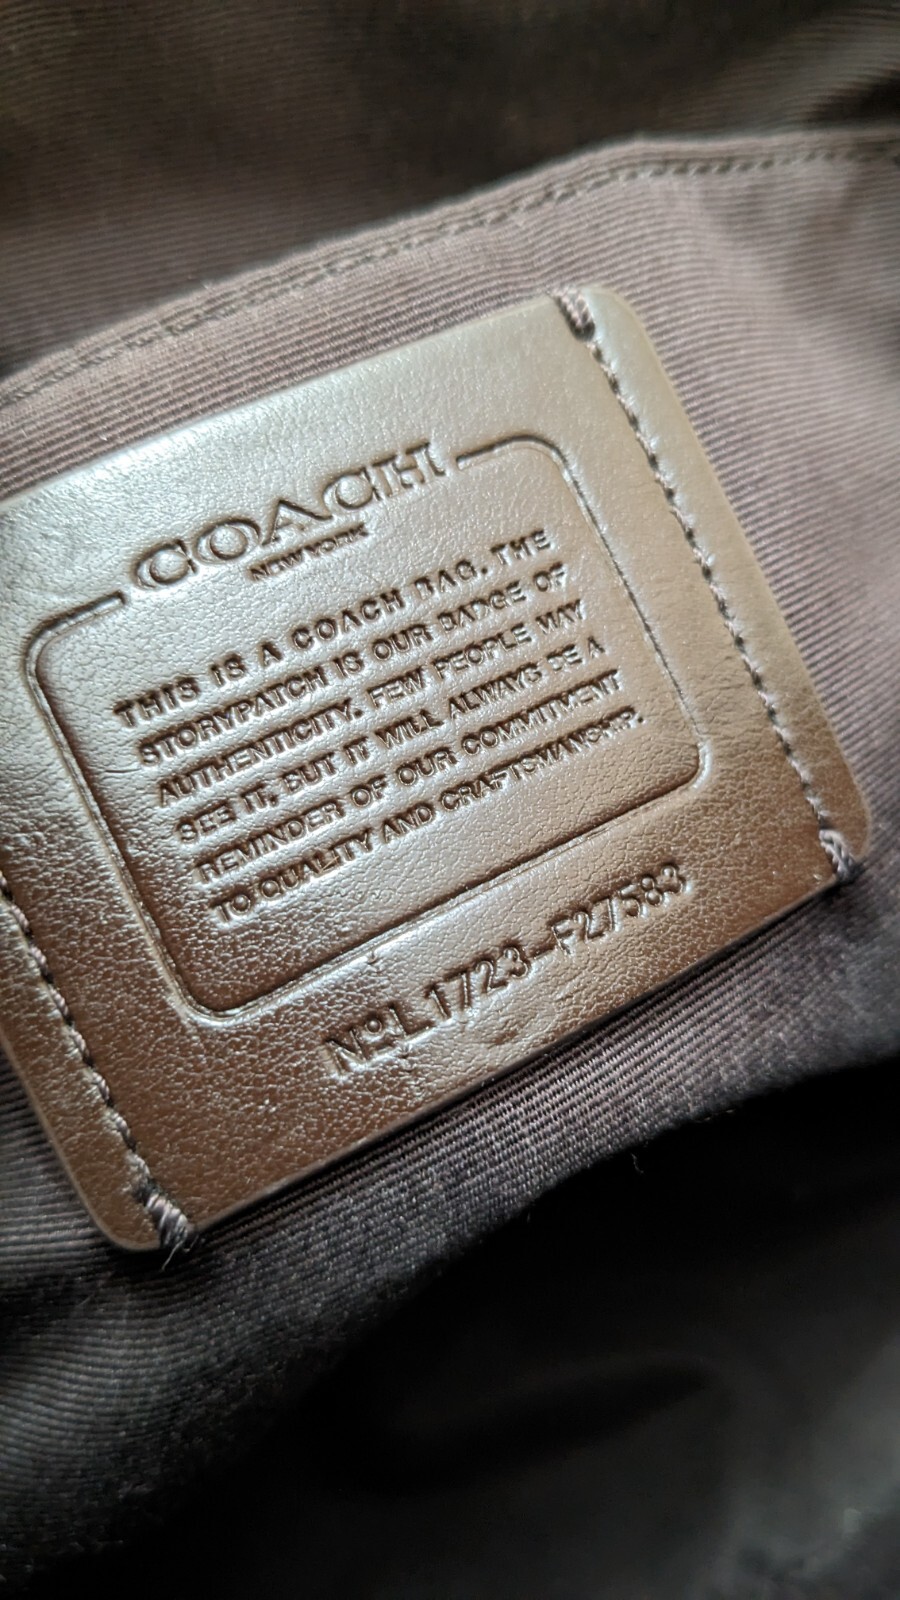 COACH
NEW YORK
THIS IS A COACH BAG. THE
STORYPATCH IS OUR BADGE OF
AUTHENTICITY. FEW PEOPLE MAY
SEE IT, BUT IT WILL ALWAYS BE A
REMINDER OF OUR COMMITMENT
TO QUALITY AND CRAFTSMANSHIP.
Nº L1723-F27583